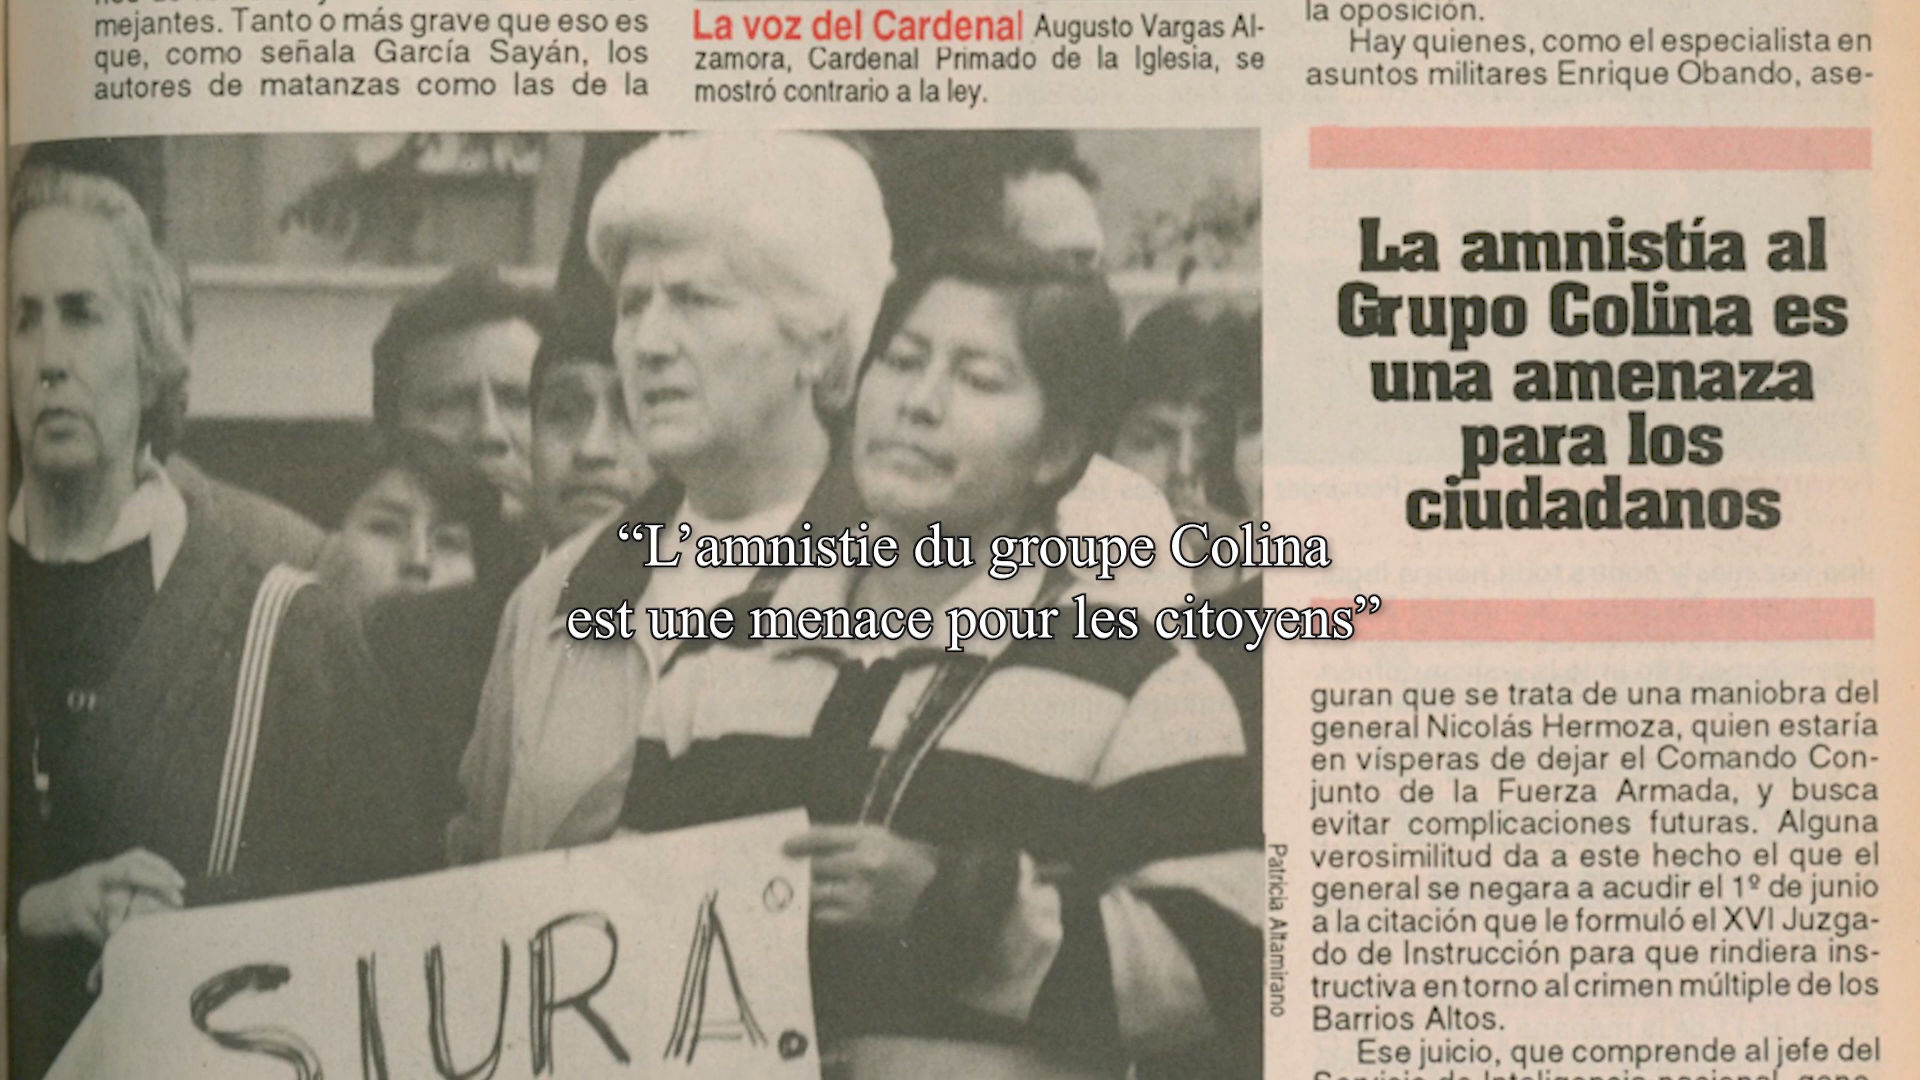 mejantes. Tanto o más grave que eso es
que, como señala García Sayán, los
autores de matanzas como las de la
La voz del Cardenal Augusto Vargas Al-
zamora, Cardenal Primado de la Iglesia, se
mostró contrario a la ley.
la oposición.
Hay quienes, como el especialista en
asuntos militares Enrique Obando, ase-
La amnistía al
Grupo Colina es
una amenaza
para los
ciudadanos
“L’amnistie du groupe Colina
est une menace pour les citoyens”
guran que se trata de una maniobra del
general Nicolás Hermoza, quien estaría
en vísperas de dejar el Comando Con-
junto de la Fuerza Armada, y busca
evitar complicaciones futuras. Alguna
verosimilitud da a este hecho el que el
general se negara a acudir el 1º de junio
a la citación que le formuló el XVI Juzga-
do de Instrucción para que rindiera ins-
tructiva en torno al crimen múltiple de los
Barrios Altos.
Ese juicio, que comprende al jefe del
Servicio de Inteligencia nacional, gene-
Patricia Altamirano
SIURA.